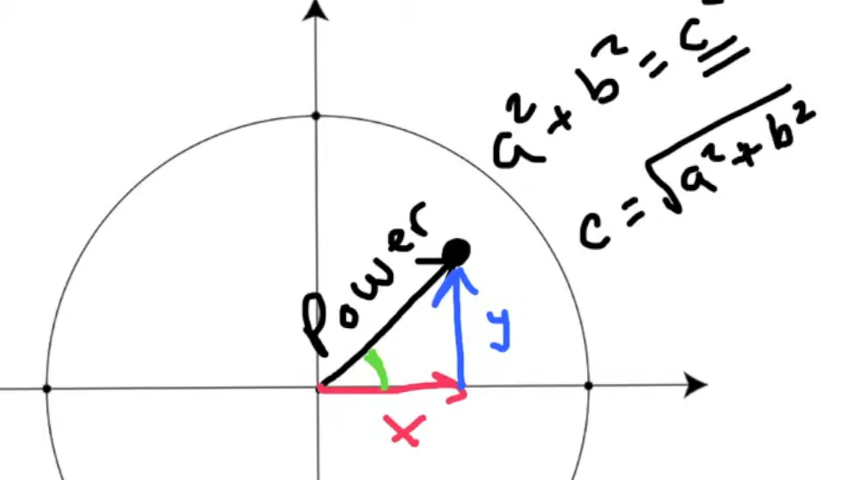 a² + b² = c²
c = √a² + b²
Power
y
x